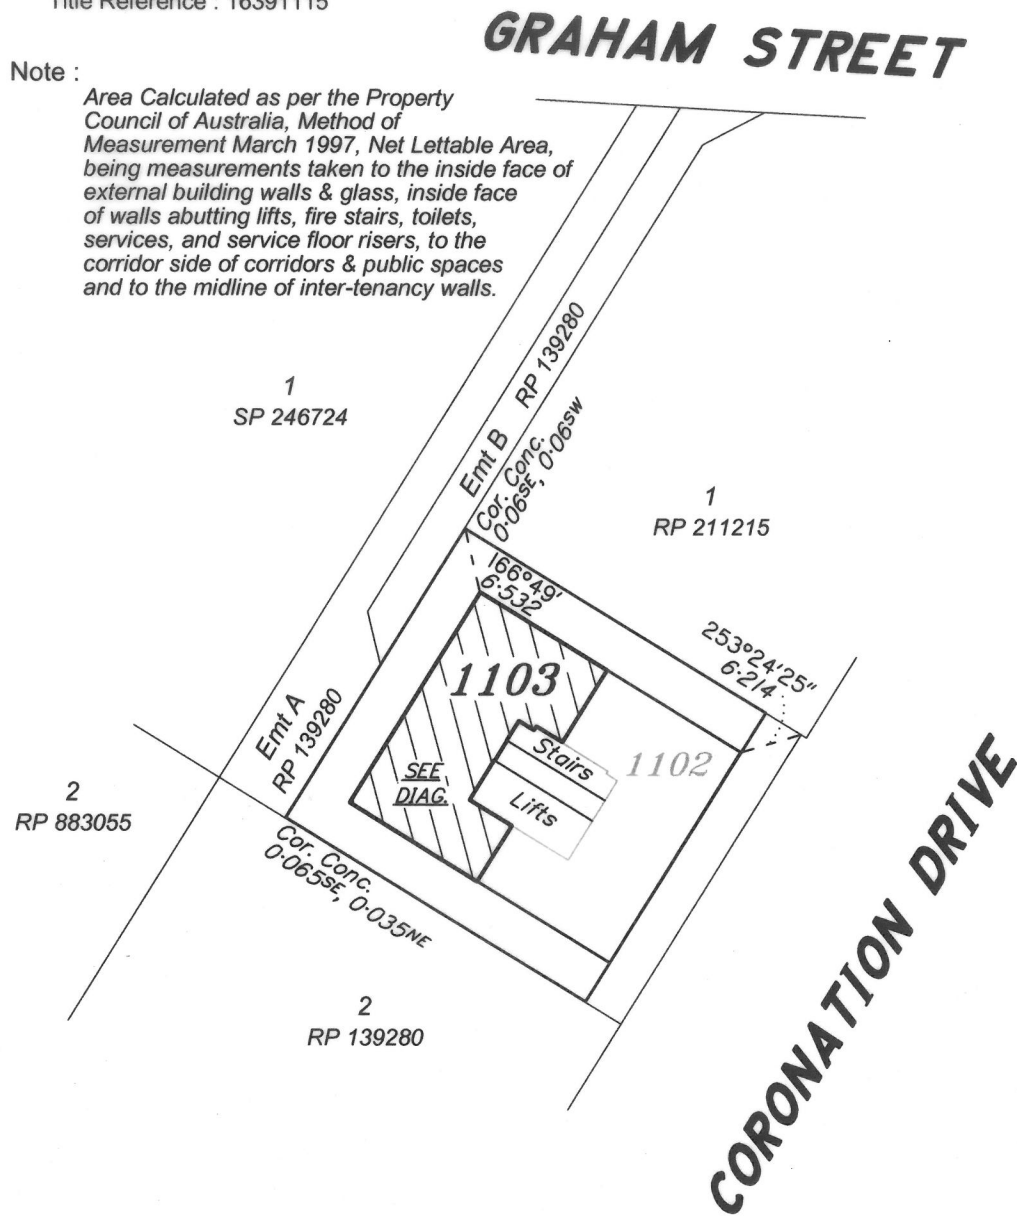 Title Reference : 16391115
GRAHAM STREET
Note :
Area Calculated as per the Property
Council of Australia, Method of
Measurement March 1997, Net Lettable Area,
being measurements taken to the inside face of
external building walls & glass, inside face
of walls abutting lifts, fire stairs, toilets,
services, and service floor risers, to the
corridor side of corridors & public spaces
and to the midline of inter-tenancy walls.
1
SP 246724
Emt B RP 139280
Cor. Conc.
0·06SE, 0·06SW
1
RP 211215
166°49'
6·532
253°24'25"
6·214
1103
1102
Stairs
Lifts
SEE
DIAG.
Emt A
RP 139280
2
RP 883055
Cor. Conc.
0·065SE, 0·035NE
2
RP 139280
CORONATION DRIVE